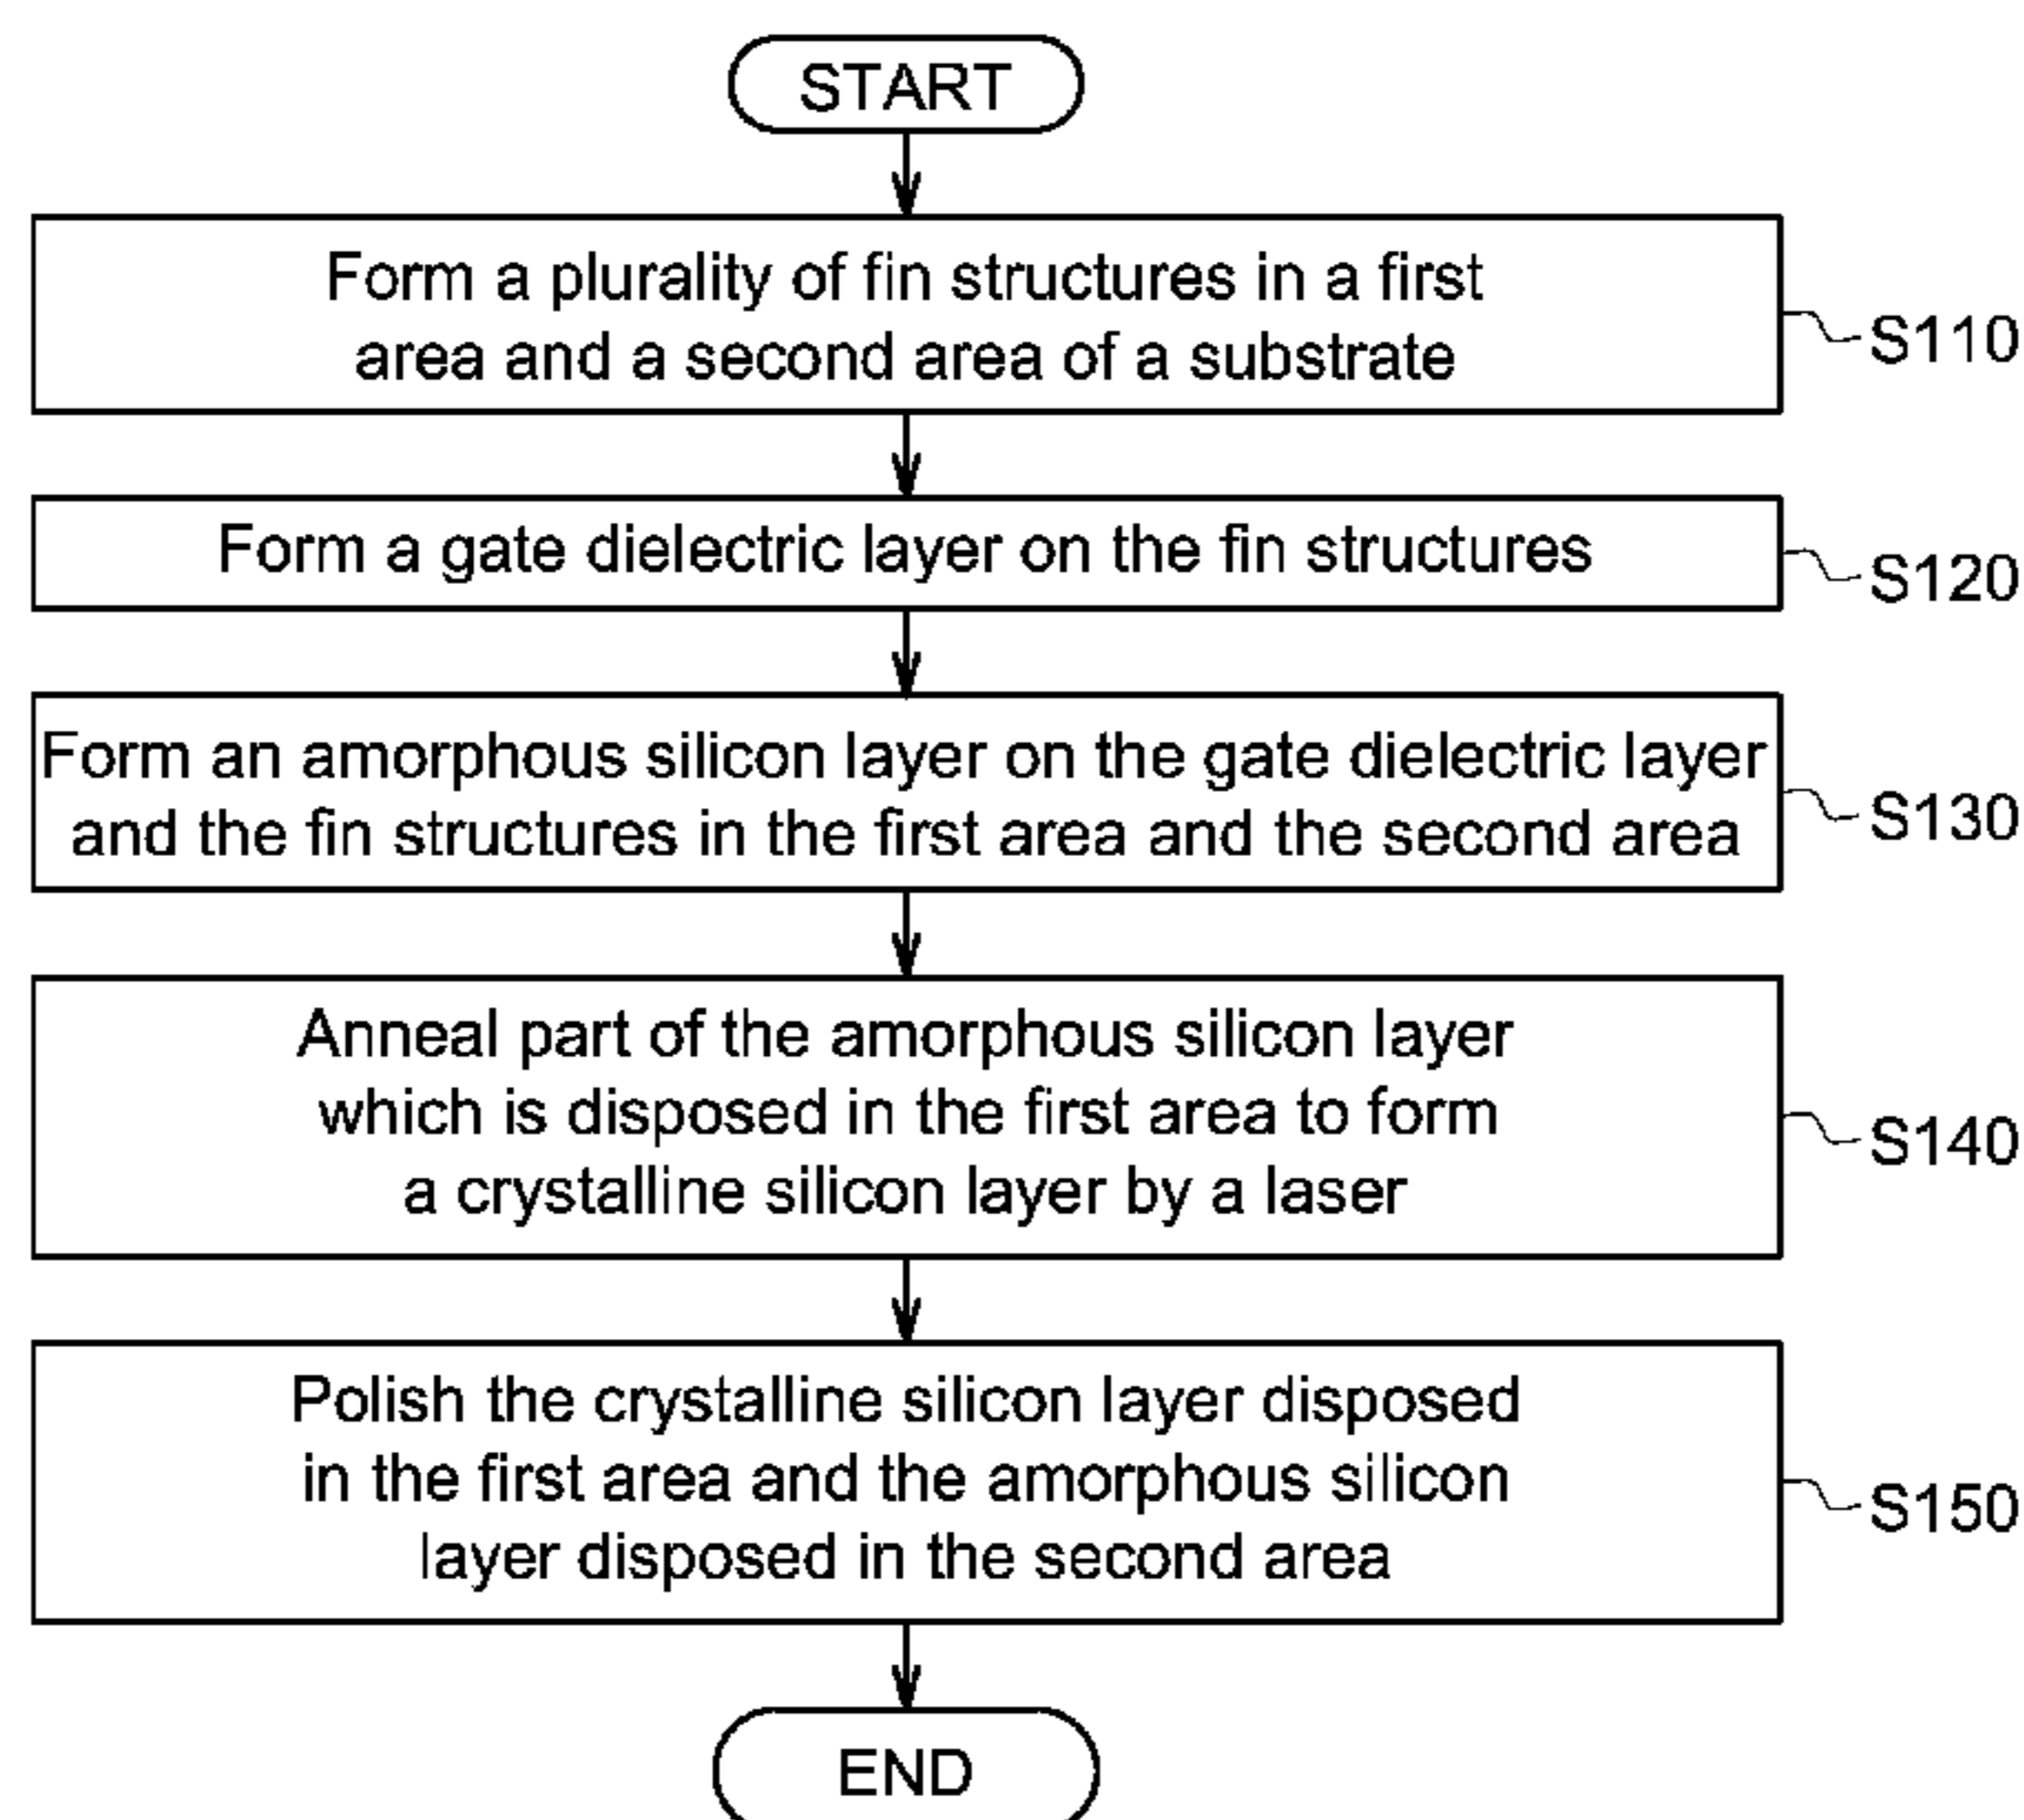 START
Form a plurality of fin structures in a first
area and a second area of a substrate
S110
Form a gate dielectric layer on the fin structures
S120
Form an amorphous silicon layer on the gate dielectric layer
and the fin structures in the first area and the second area
S130
Anneal part of the amorphous silicon layer
which is disposed in the first area to form
a crystalline silicon layer by a laser
S140
Polish the crystalline silicon layer disposed
in the first area and the amorphous silicon
layer disposed in the second area
S150
END